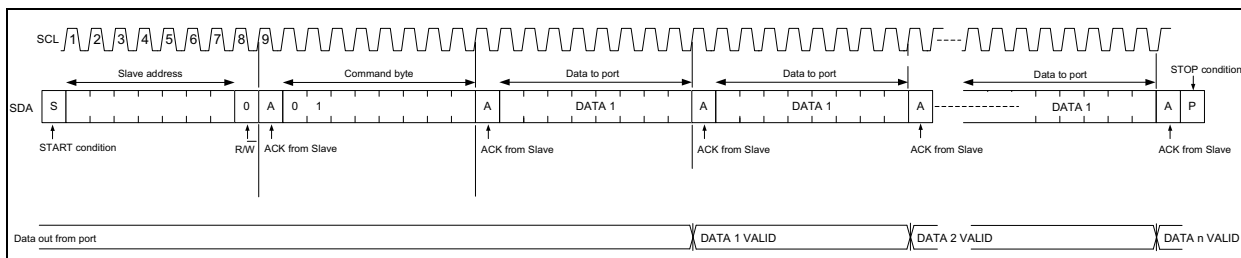 SCL 1 2 3 4 5 6 7 8 9
Slave address Command byte Data to port Data to port Data to port STOP condition
SDA S 0 A 0 1 A DATA 1 A DATA 1 A DATA 1 A P
START condition R/W ACK from Slave ACK from Slave ACK from Slave ACK from Slave ACK from Slave
Data out from port DATA 1 VALID DATA 2 VALID DATA n VALID